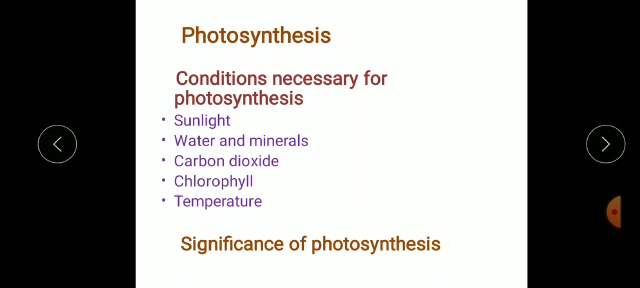 Photosynthesis
Conditions necessary for
photosynthesis
• Sunlight
• Water and minerals
• Carbon dioxide
• Chlorophyll
• Temperature
Significance of photosynthesis